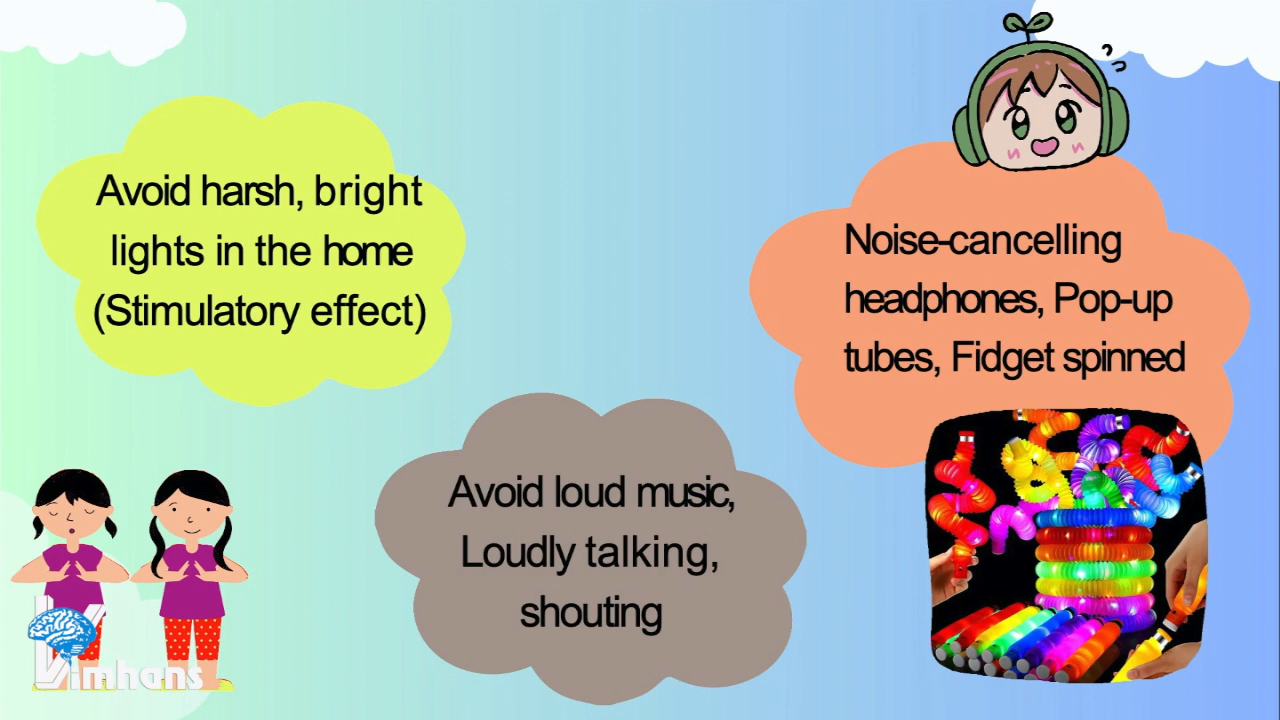 Avoid harsh, bright
lights in the home
(Stimulatory effect)
Noise-cancelling
headphones, Pop-up
tubes, Fidget spinned
Avoid loud music,
Loudly talking,
shouting
Vimhans